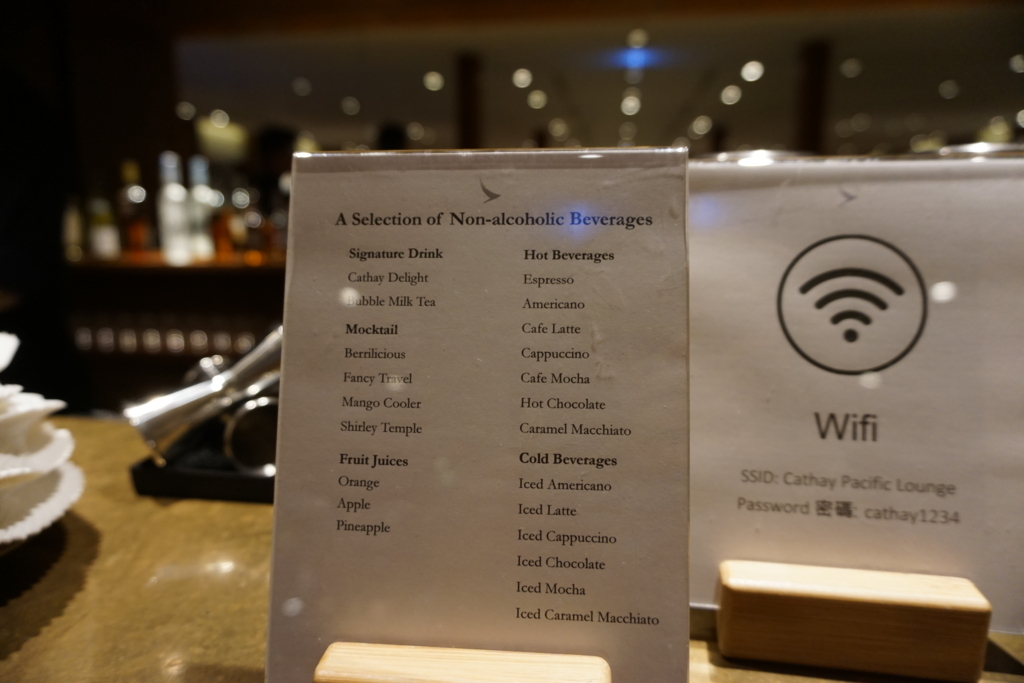 A Selection of Non-alcoholic Beverages
Signature Drink
Cathay Delight
Bubble Milk Tea
Mocktail
Berrilicious
Fancy Travel
Mango Cooler
Shirley Temple
Fruit Juices
Orange
Apple
Pineapple
Hot Beverages
Espresso
Americano
Cafe Latte
Cappuccino
Cafe Mocha
Hot Chocolate
Caramel Macchiato
Cold Beverages
Iced Americano
Iced Latte
Iced Cappuccino
Iced Chocolate
Iced Mocha
Iced Caramel Macchiato
Wifi
SSID: Cathay Pacific Lounge
Password 密碼: cathay1234